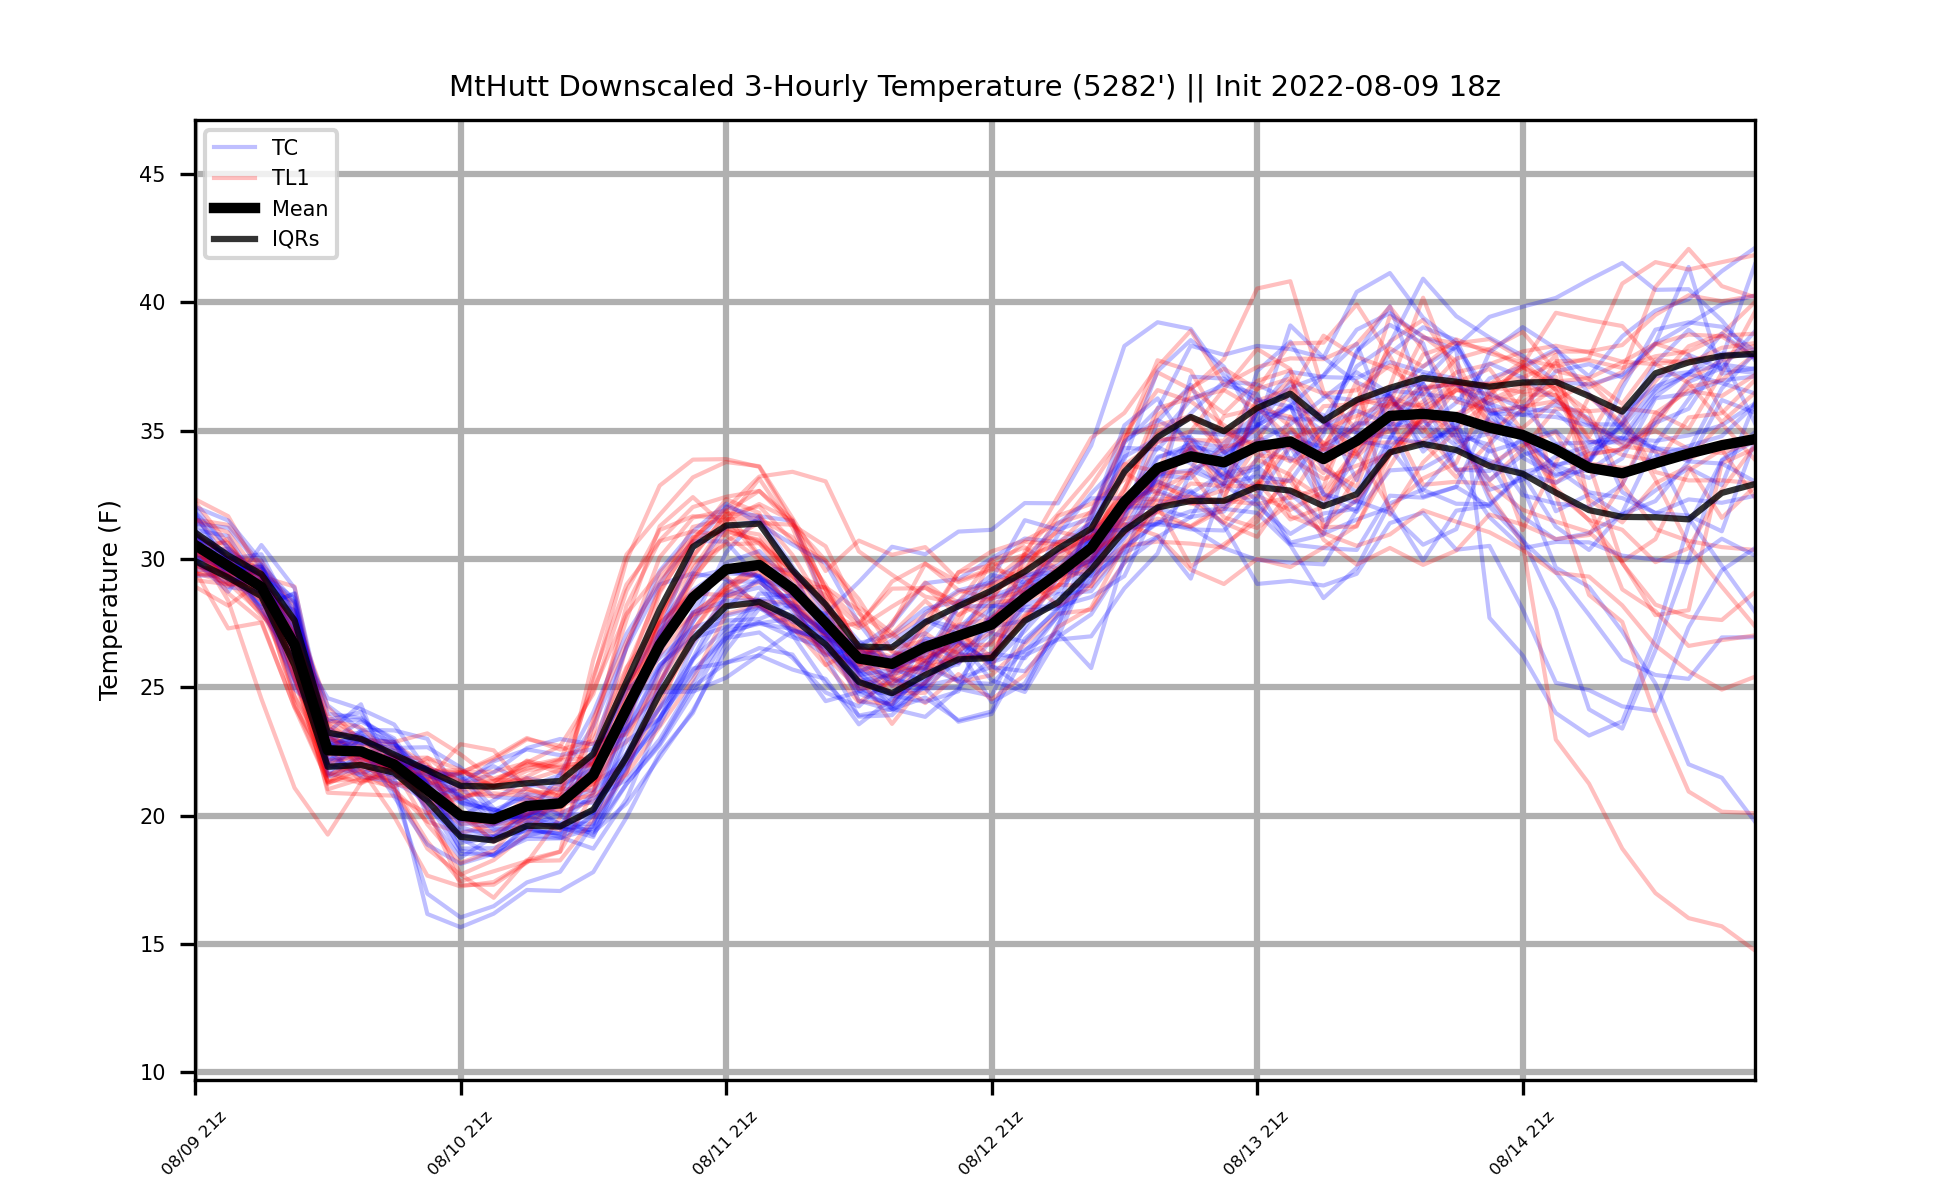 MtHutt Downscaled 3-Hourly Temperature (5282') || Init 2022-08-09 18z
TC
TL1
Mean
IQRs
Temperature (F)
45
40
35
30
25
20
15
10
08/09 21z
08/10 21z
08/11 21z
08/12 21z
08/13 21z
08/14 21z